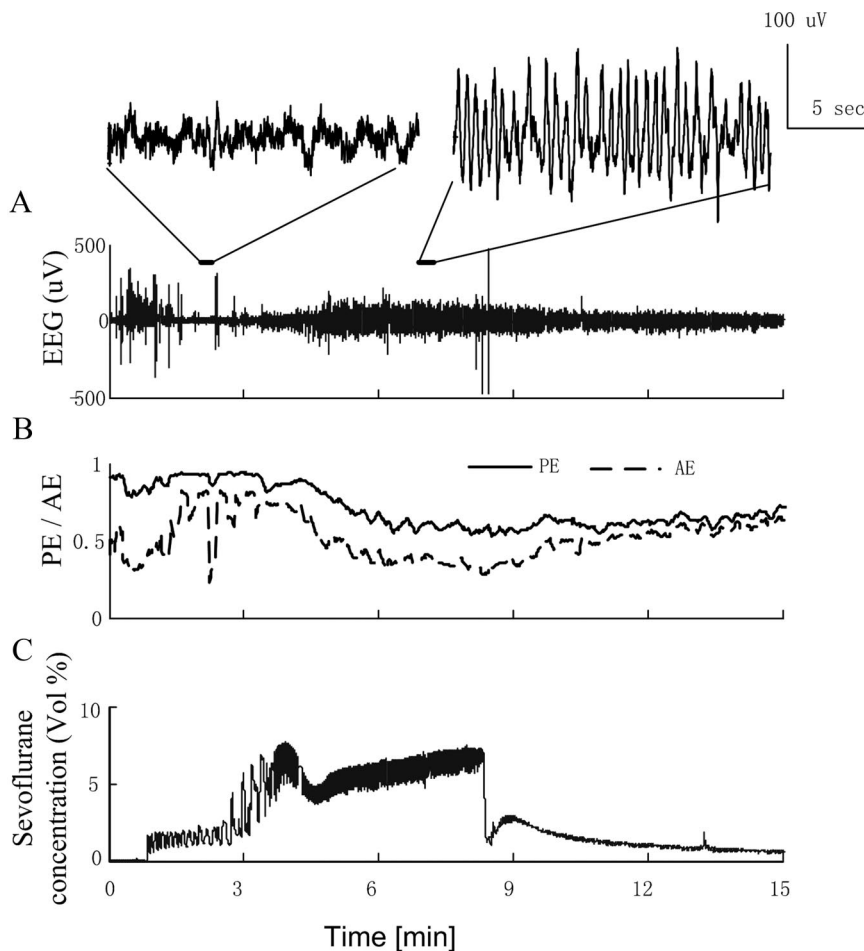 100 uV
5 sec
A
500
0
-500
EEG (uV)
B
PE AE
1
0.5
0
PE / AE
C
10
5
0
Sevoflurane
concentration (Vol %)
0 3 6 9 12 15
Time [min]